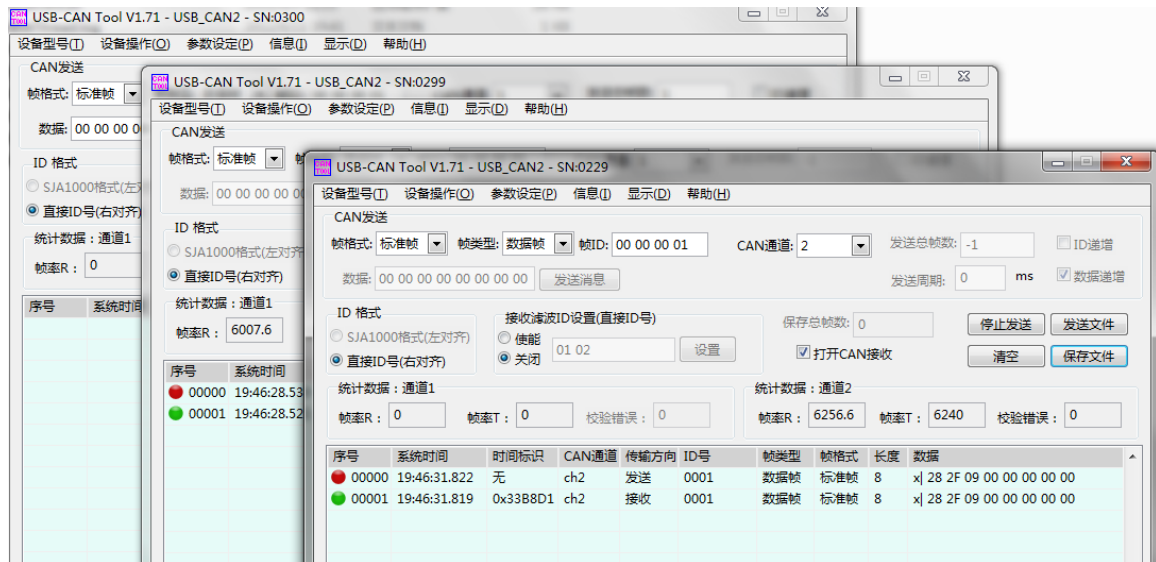 USB-CAN Tool V1.71 - USB_CAN2 - SN:0300
设备型号(T) 设备操作(O) 参数设定(P) 信息(I) 显示(D) 帮助(H)
CAN发送
帧格式: 标准帧
数据: 00 00 00 0
ID 格式
SJA1000格式(左
直接ID号(右对齐)
统计数据：通道1
帧率R： 0
序号 系统时间
USB-CAN Tool V1.71 - USB_CAN2 - SN:0299
设备型号(T) 设备操作(O) 参数设定(P) 信息(I) 显示(D) 帮助(H)
CAN发送
帧格式: 标准帧
数据: 00 00 00 00 0
ID 格式
SJA1000格式(左对齐
直接ID号(右对齐)
统计数据：通道1
帧率R： 6007.6
序号 系统时间
00000 19:46:28.53
00001 19:46:28.52
USB-CAN Tool V1.71 - USB_CAN2 - SN:0229
设备型号(T) 设备操作(O) 参数设定(P) 信息(I) 显示(D) 帮助(H)
CAN发送
帧格式: 标准帧 帧类型: 数据帧 帧ID: 00 00 00 01 CAN通道: 2 发送总帧数: -1 ID递增
数据: 00 00 00 00 00 00 00 00 发送消息 发送周期: 0 ms 数据递增
ID 格式 接收滤波ID设置(直接ID号) 保存总帧数: 0 停止发送 发送文件
SJA1000格式(左对齐) 使能 01 02 设置
直接ID号(右对齐) 关闭 打开CAN接收 清空 保存文件
统计数据：通道1 统计数据：通道2
帧率R： 0 帧率T： 0 校验错误： 0 帧率R： 6256.6 帧率T： 6240 校验错误： 0
序号 系统时间 时间标识 CAN通道 传输方向 ID号 帧类型 帧格式 长度 数据
00000 19:46:31.822 无 ch2 发送 0001 数据帧 标准帧 8 x| 28 2F 09 00 00 00 00 00
00001 19:46:31.819 0x33B8D1 ch2 接收 0001 数据帧 标准帧 8 x| 28 2F 09 00 00 00 00 00